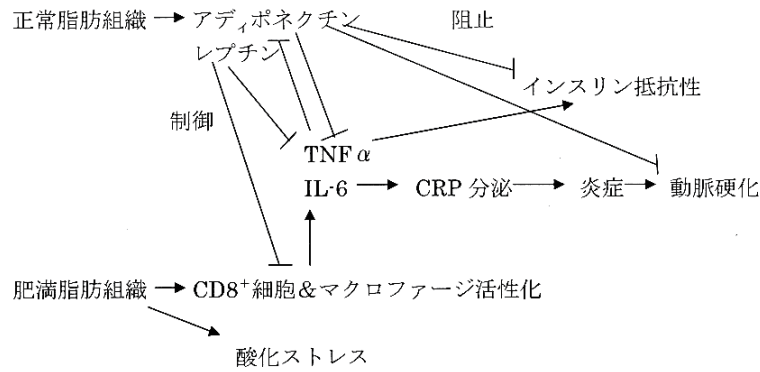 正常脂肪組織 → アディポネクチン 阻止
レプチン
インスリン抵抗性
制御
TNFα
IL-6 → CRP 分泌 → 炎症 → 動脈硬化
肥満脂肪組織 → CD8⁺細胞&マクロファージ活性化
酸化ストレス